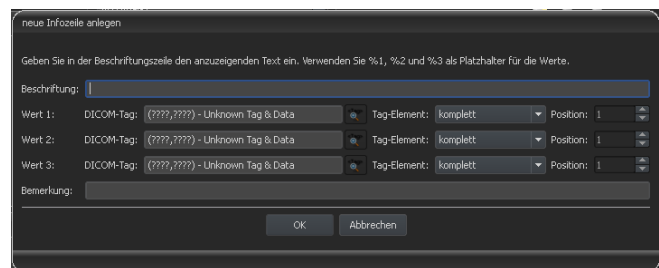 neue Infozeile anlegen
Geben Sie in der Beschriftungszeile den anzuzeigenden Text ein. Verwenden Sie %1, %2 und %3 als Platzhalter für die Werte.
Beschriftung:
Wert 1: DICOM-Tag: (????,????) - Unknown Tag & Data Tag-Element: komplett Position: 1
Wert 2: DICOM-Tag: (????,????) - Unknown Tag & Data Tag-Element: komplett Position: 1
Wert 3: DICOM-Tag: (????,????) - Unknown Tag & Data Tag-Element: komplett Position: 1
Bemerkung:
OK Abbrechen